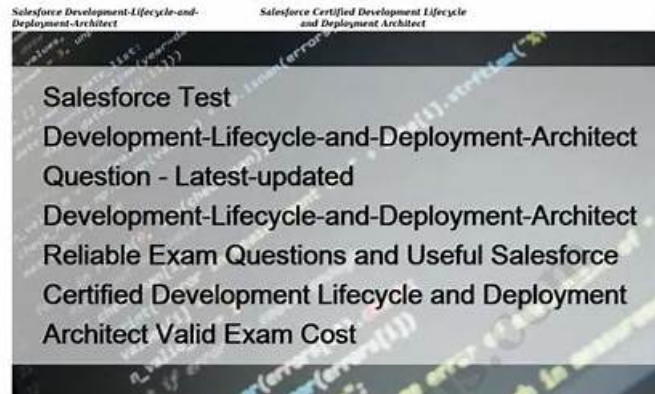 Salesforce Development-Lifecycle-and-
Deployment-Architect
Salesforce Certified Development Lifecycle
and Deployment Architect
Salesforce Test
Development-Lifecycle-and-Deployment-Architect
Question - Latest-updated
Development-Lifecycle-and-Deployment-Architect
Reliable Exam Questions and Useful Salesforce
Certified Development Lifecycle and Deployment
Architect Valid Exam Cost